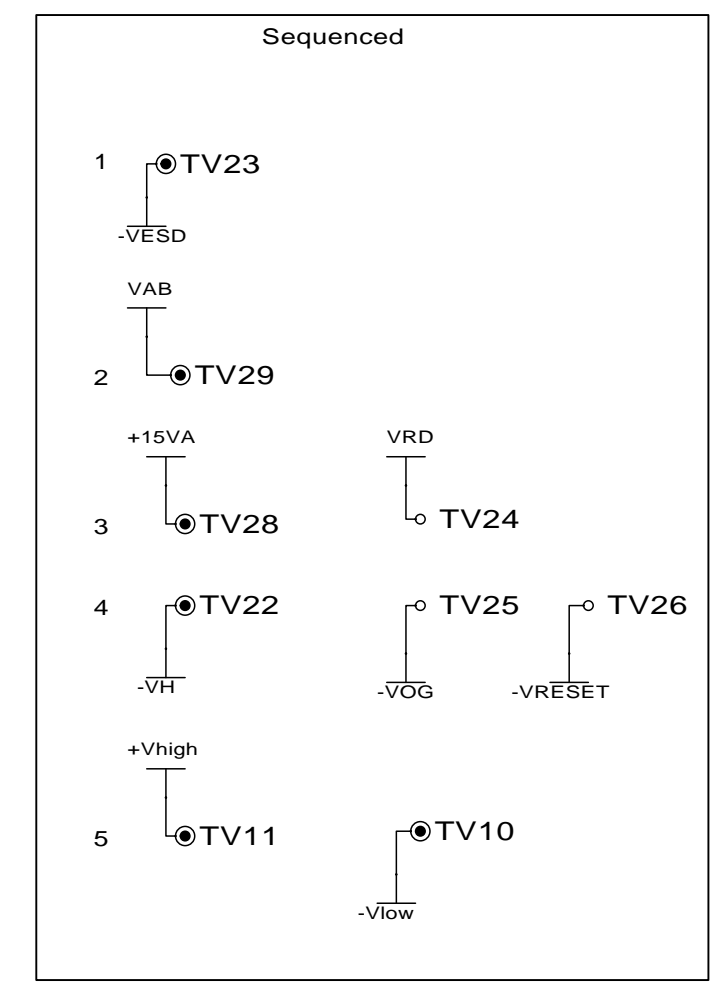 Sequenced
1
TV23
-VESD
VAB
2
TV29
+15VA
VRD
3
TV28
TV24
4
TV22
TV25
TV26
-VH
-VOG
-VRESET
+Vhigh
5
TV11
TV10
-Vlow